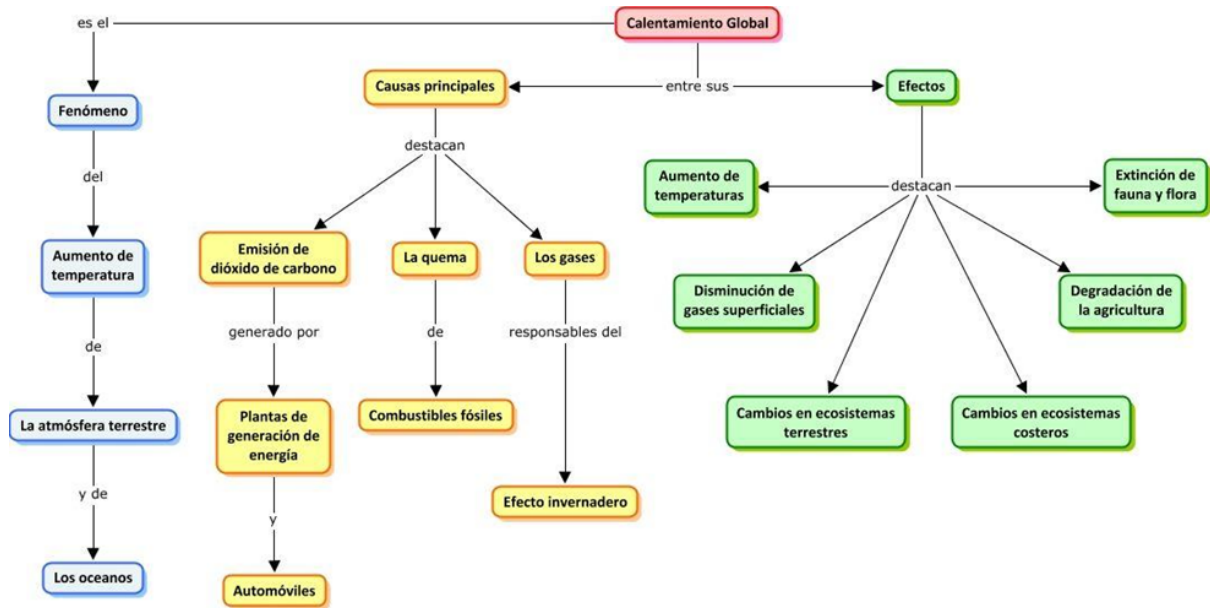 Calentamiento Global
es el
entre sus
Fenómeno
del
Aumento de
temperatura
de
La atmósfera terrestre
y de
Los oceanos
Causas principales
destacan
Emisión de
dióxido de carbono
generado por
Plantas de
generación de
energía
y
Automóviles
La quema
de
Combustibles fósiles
Los gases
responsables del
Efecto invernadero
Efectos
destacan
Aumento de
temperaturas
Extinción de
fauna y flora
Disminución de
gases superficiales
Degradación de
la agricultura
Cambios en ecosistemas
terrestres
Cambios en ecosistemas
costeros